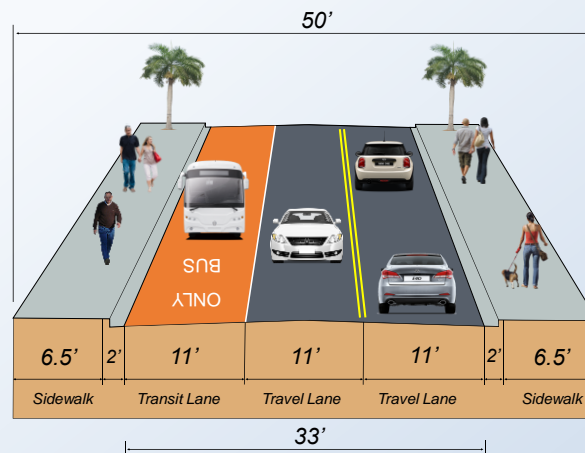 50'
BUS
ONLY
6.5' 2' 11' 11' 11' 2' 6.5'
Sidewalk Transit Lane Travel Lane Travel Lane Sidewalk
33'